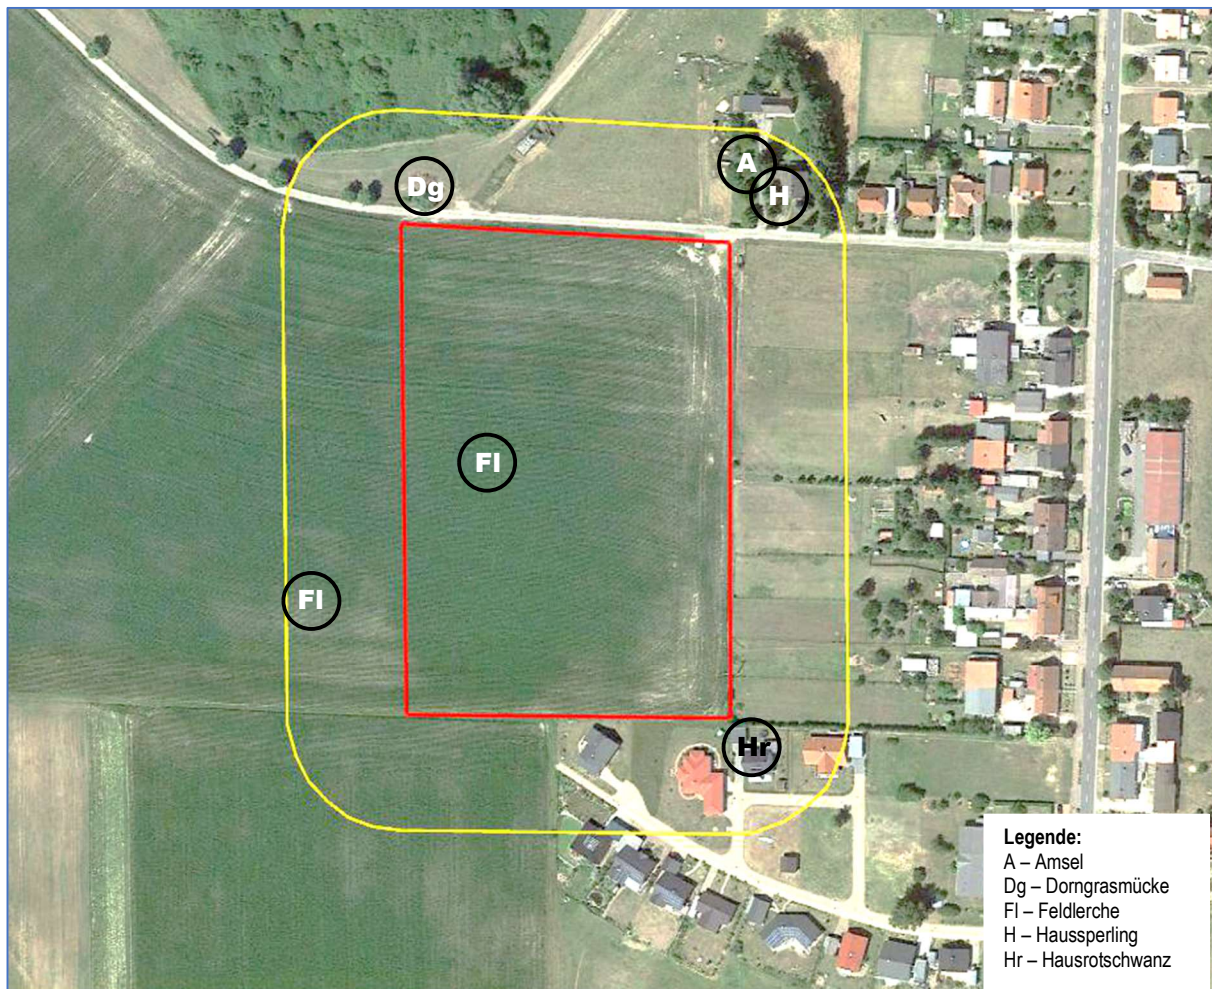 A
Dg
H
Fl
Fl
Hr
Legende:
A – Amsel
Dg – Dorngrasmücke
Fl – Feldlerche
H – Haussperling
Hr – Hausrotschwanz